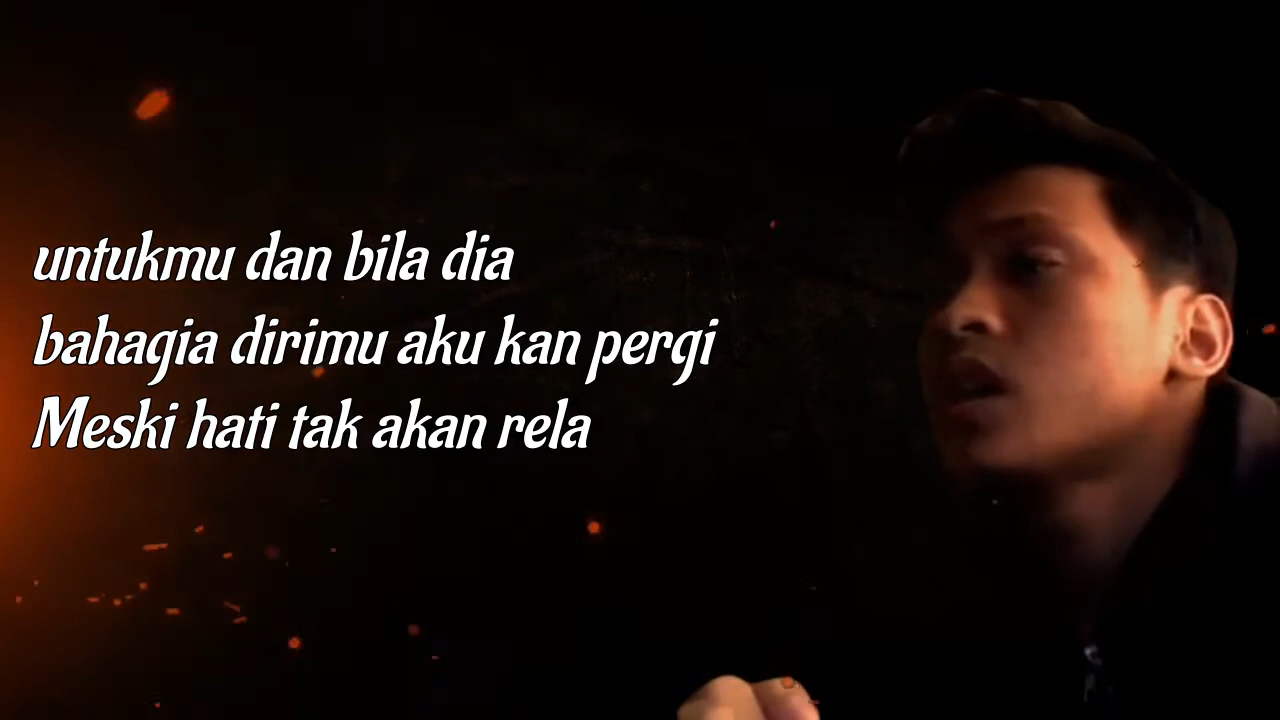 untukmu dan bila dia
bahagia dirimu aku kan pergi
Meski hati tak akan rela